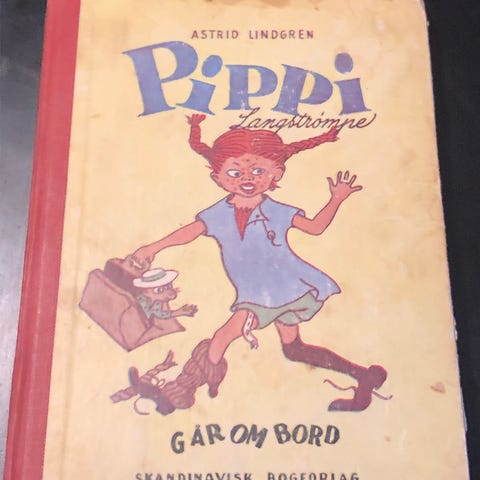 ASTRID LINDGREN
Pippi
Langstrømpe
GÅR OM BORD
SKANDINAVISK BOGFORLAG